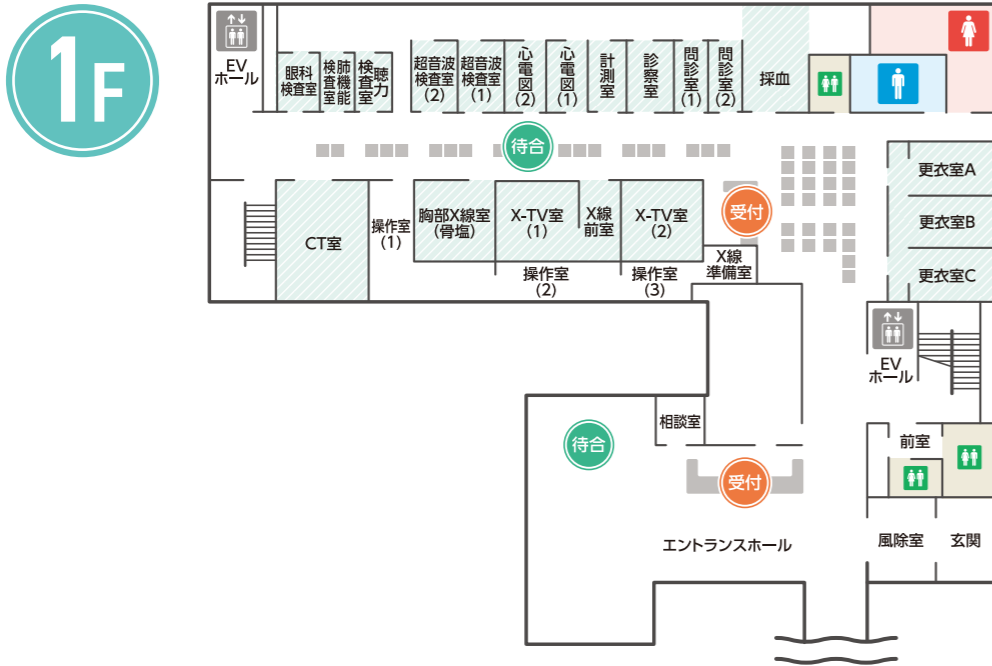 1F
EV
ホール
眼科
検査室
肺機能
検査室
聴力
検査室
超音波
検査室
(2)
超音波
検査室
(1)
心電図
(2)
心電図
(1)
計測室
診察室
問診室
(1)
問診室
(2)
採血
待合
更衣室A
更衣室B
更衣室C
受付
CT室
操作室
(1)
胸部X線室
(骨塩)
X-TV室
(1)
X線
前室
X-TV室
(2)
X線
準備室
操作室
(2)
操作室
(3)
EV
ホール
相談室
待合
前室
受付
エントランスホール
風除室
玄関